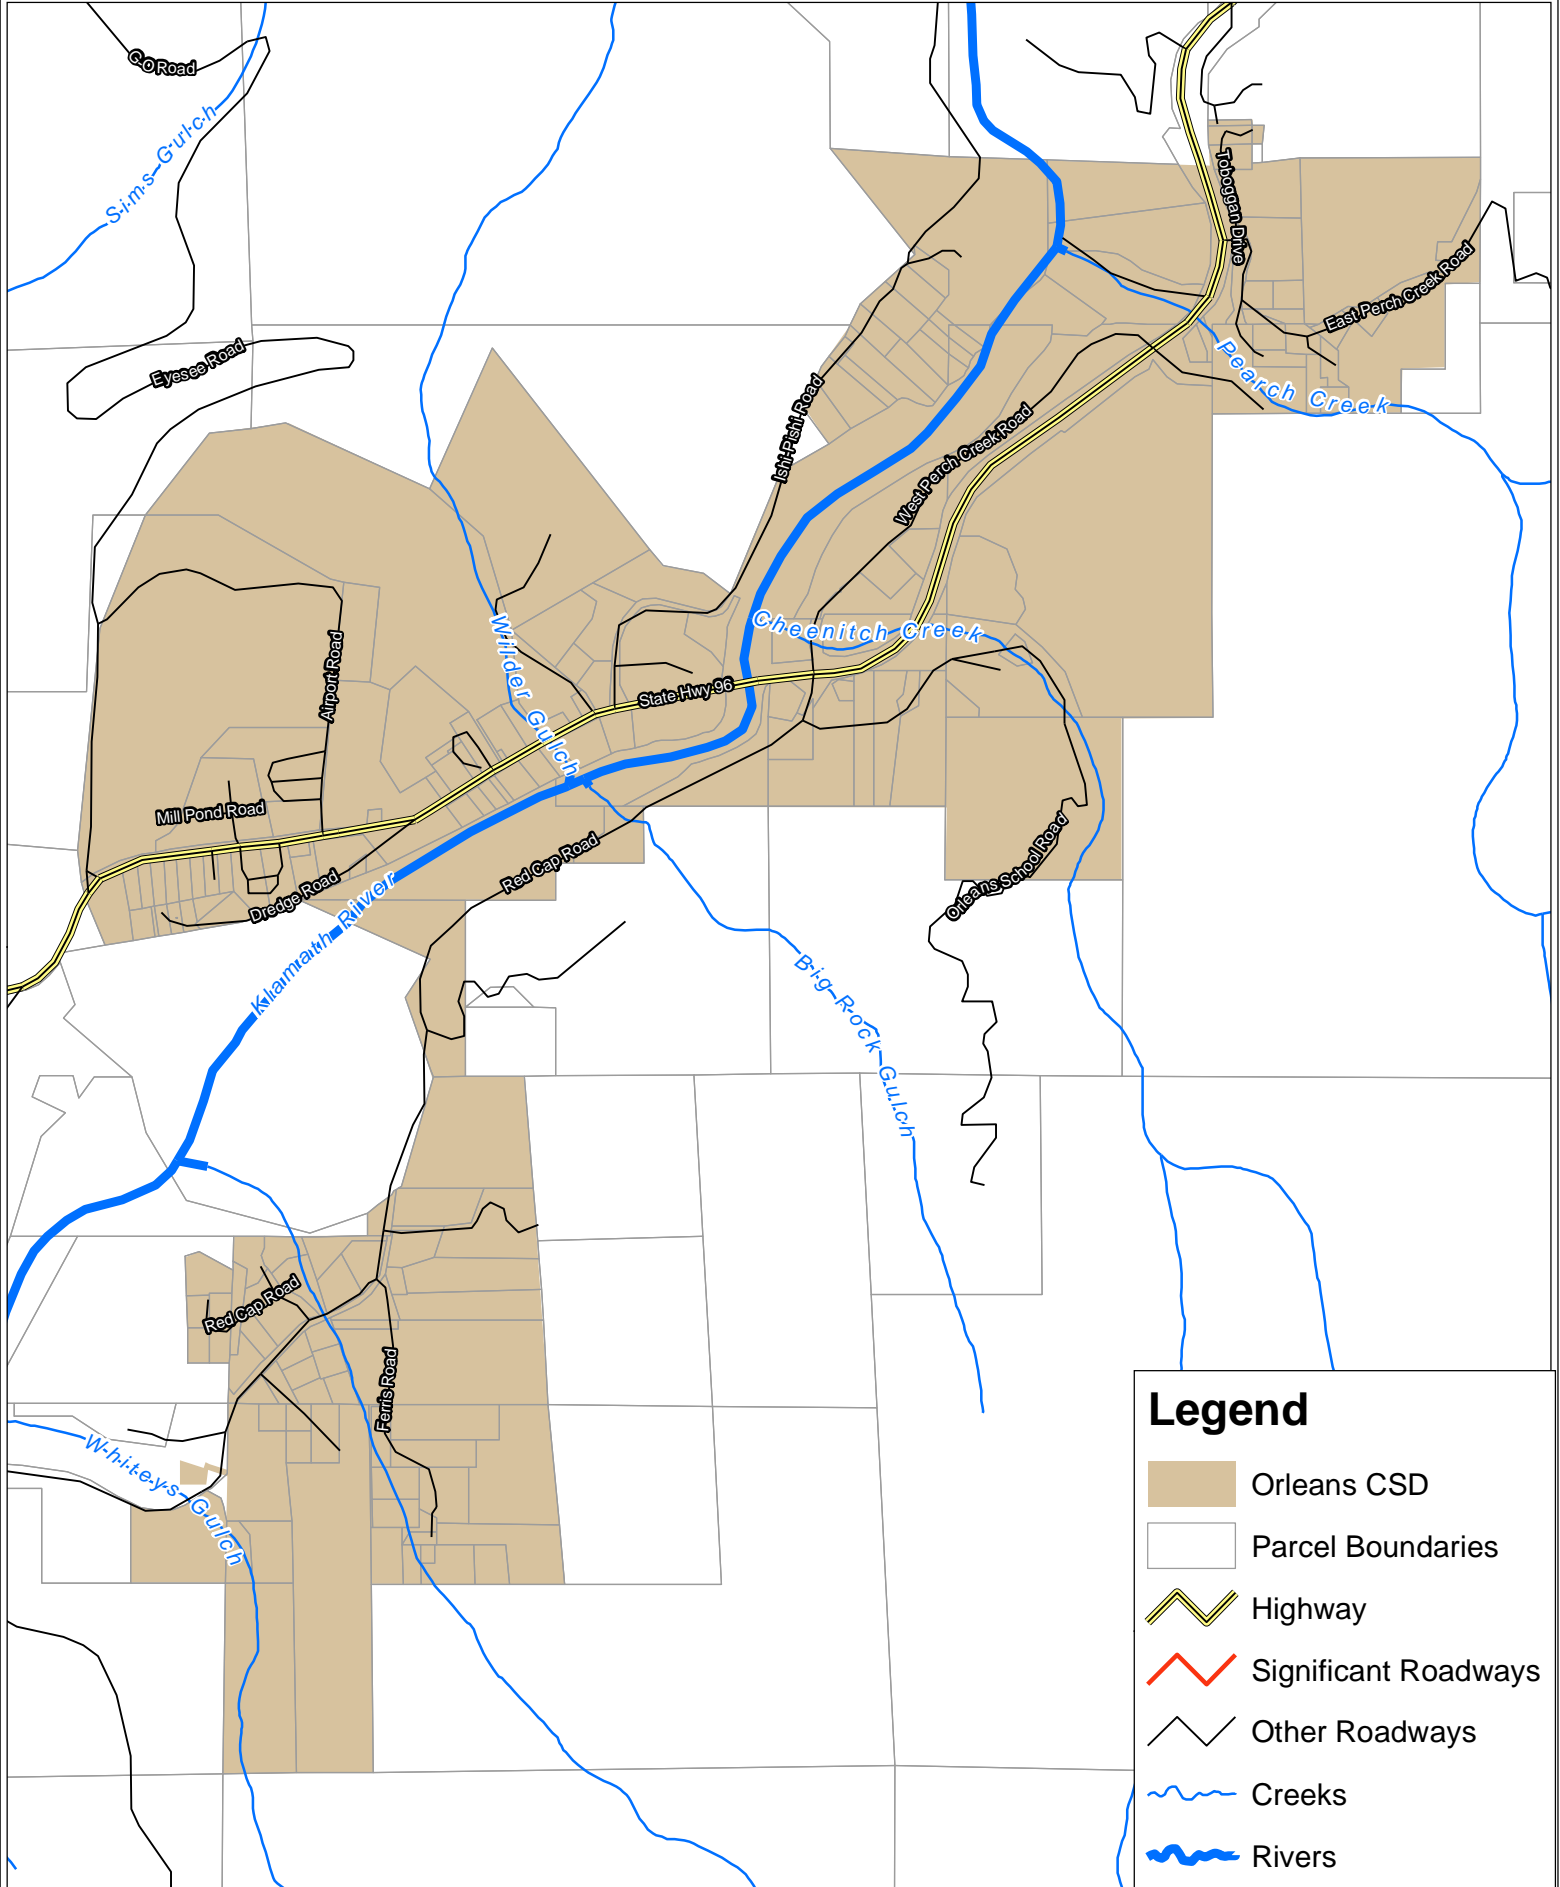 G-O Road
Sims Gulch
Toboggan Drive
East Perch Creek Road
Eyesee Road
Pearch Creek
Ishi-Pishi Road
West Perch Creek Road
Cheenitch Creek
Wilder Gulch
Airport Road
State Hwy 96
Mill Pond Road
Red Cap Road
Orleans School Road
Dredge Road
Klamath River
Big Rock Gulch
Red Cap Road
Ferris Road
Whiteys Gulch
Legend
Orleans CSD
Parcel Boundaries
Highway
Significant Roadways
Other Roadways
Creeks
Rivers